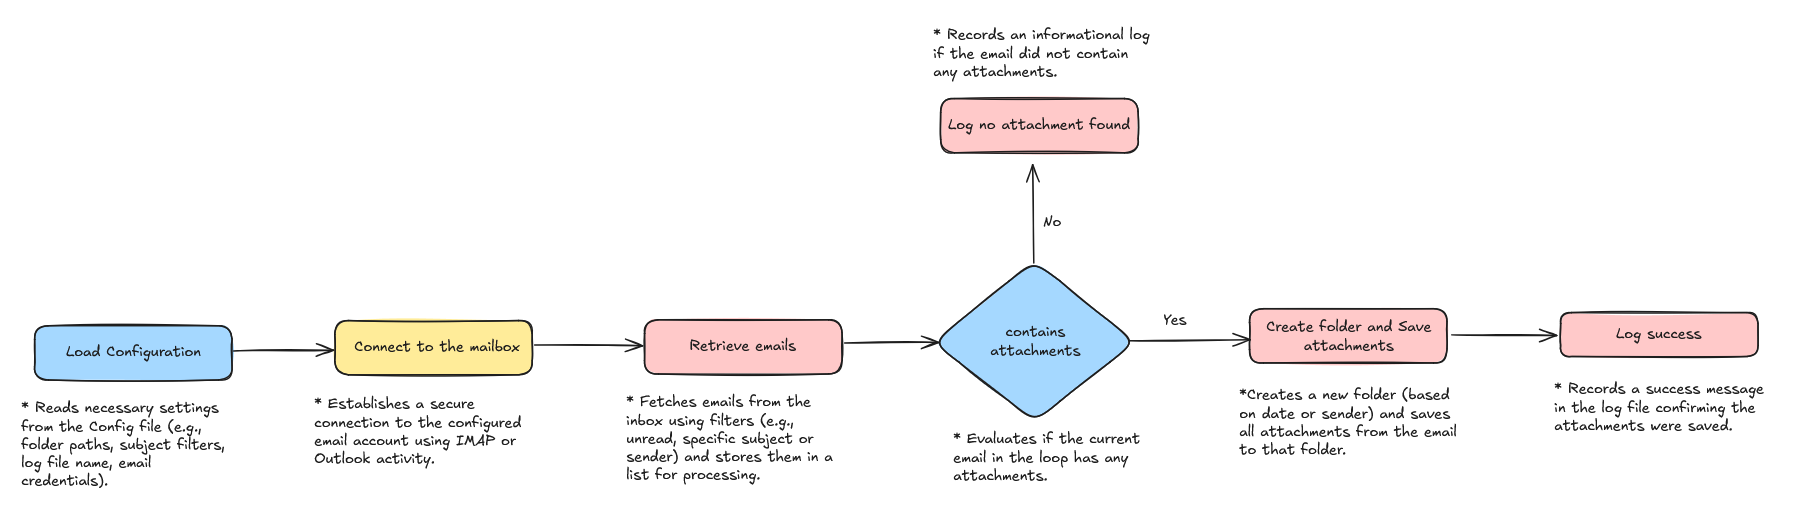 * Records an informational log
if the email did not contain
any attachments.
Log no attachment found
No
Load Configuration
* Reads necessary settings
from the Config file (e.g.,
folder paths, subject filters,
log file name, email
credentials).
Connect to the mailbox
* Establishes a secure
connection to the configured
email account using IMAP or
Outlook activity.
Retrieve emails
* Fetches emails from the
inbox using filters (e.g.,
unread, specific subject or
sender) and stores them in a
list for processing.
contains
attachments
* Evaluates if the current
email in the loop has any
attachments.
Yes
Create folder and Save
attachments
*Creates a new folder (based
on date or sender) and saves
all attachments from the email
to that folder.
Log success
* Records a success message
in the log file confirming the
attachments were saved.